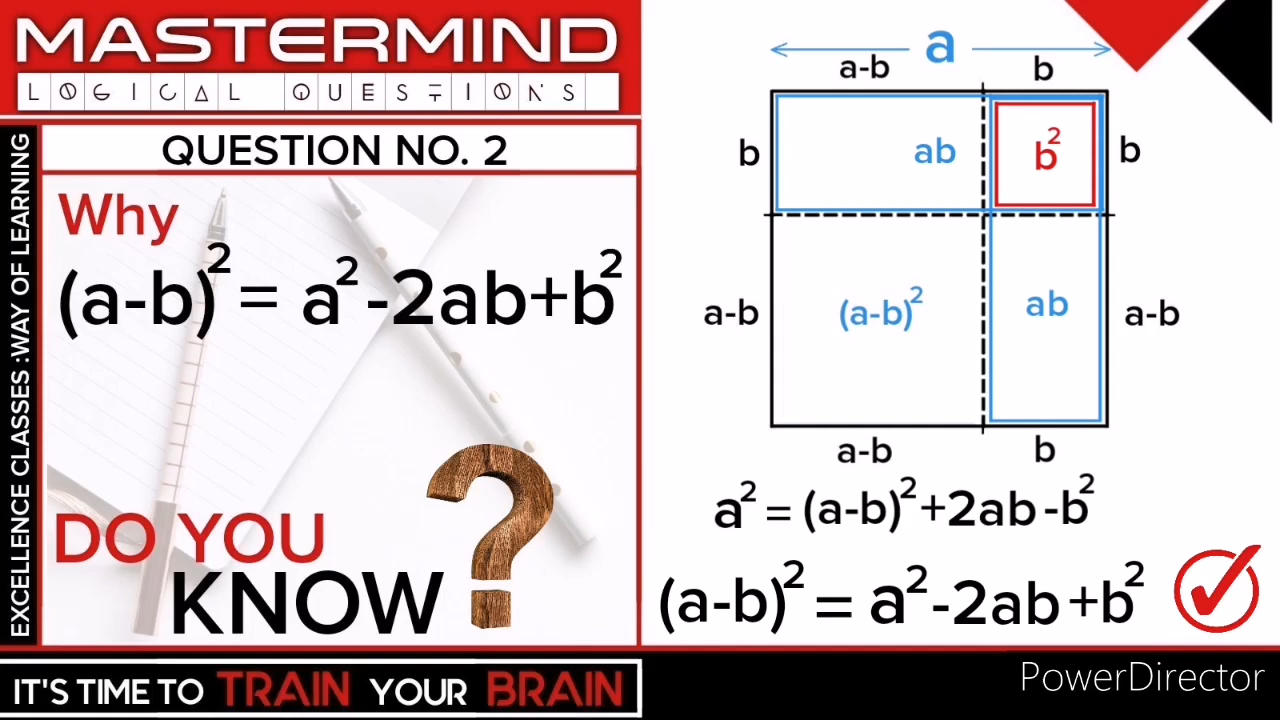 MASTERMIND
LOGICAL QUESTIONS
EXCELLENCE CLASSES :WAY OF LEARNING
QUESTION NO. 2
Why
(a-b)² = a²-2ab+b²
DO YOU
KNOW ?
IT'S TIME TO TRAIN YOUR BRAIN
a
a-b b
b ab b² b
a-b (a-b)² ab a-b
a-b b
a² = (a-b)²+2ab-b²
(a-b)² = a²-2ab+b²
PowerDirector